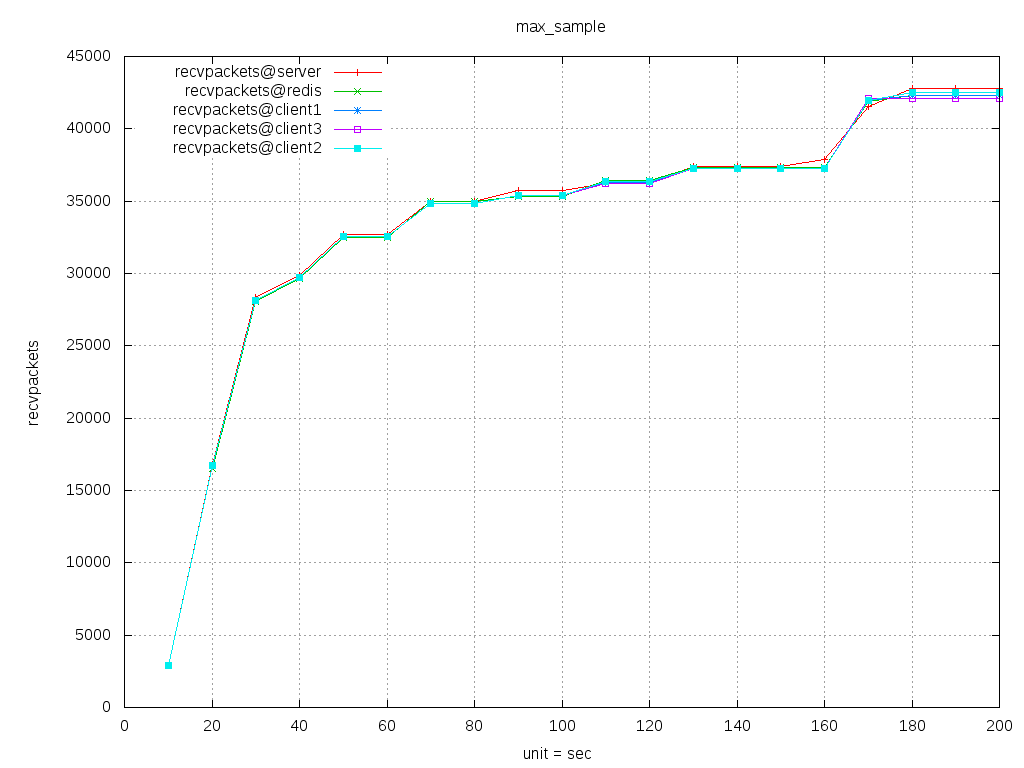 max_sample
45000
40000
35000
30000
25000
20000
15000
10000
5000
0
recvpackets
recvpackets@server
recvpackets@redis
recvpackets@client1
recvpackets@client3
recvpackets@client2
0 20 40 60 80 100 120 140 160 180 200
unit = sec